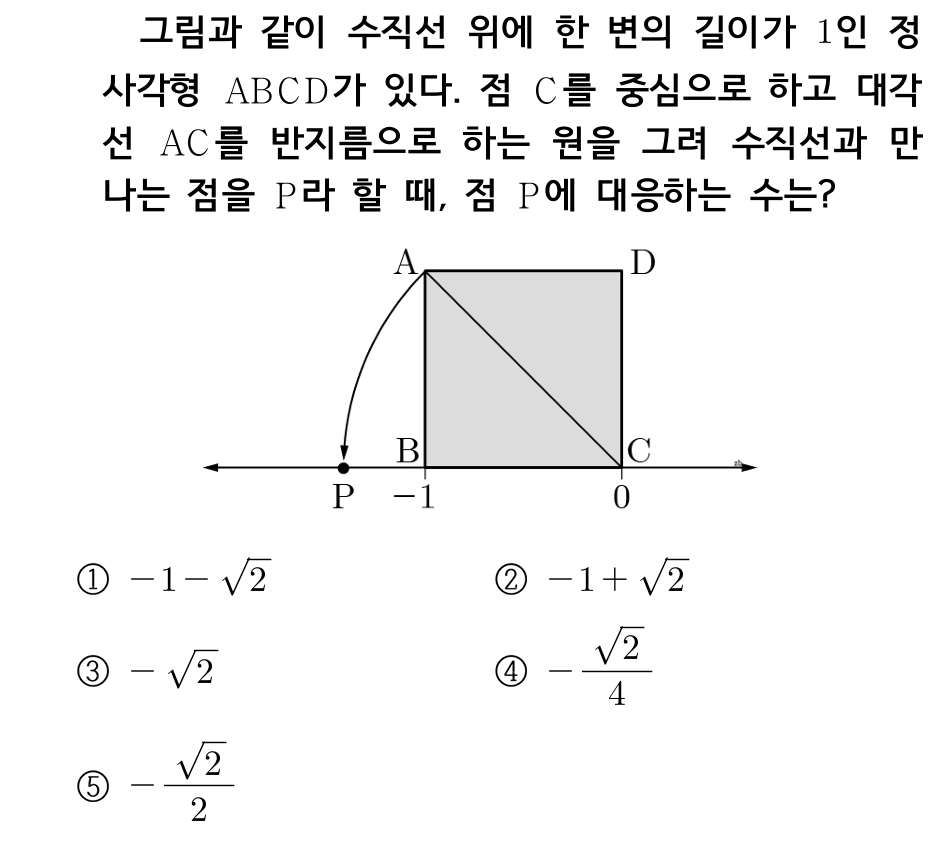 그림과 같이 수직선 위에 한 변의 길이가 1인 정
사각형 ABCD가 있다. 점 C를 중심으로 하고 대각
선 AC를 반지름으로 하는 원을 그려 수직선과 만
나는 점을 P라 할 때, 점 P에 대응하는 수는?
A D
B C
P −1 0
① −1−√2 ② −1+√2
③ −√2 ④ −√2/4
⑤ −√2/2